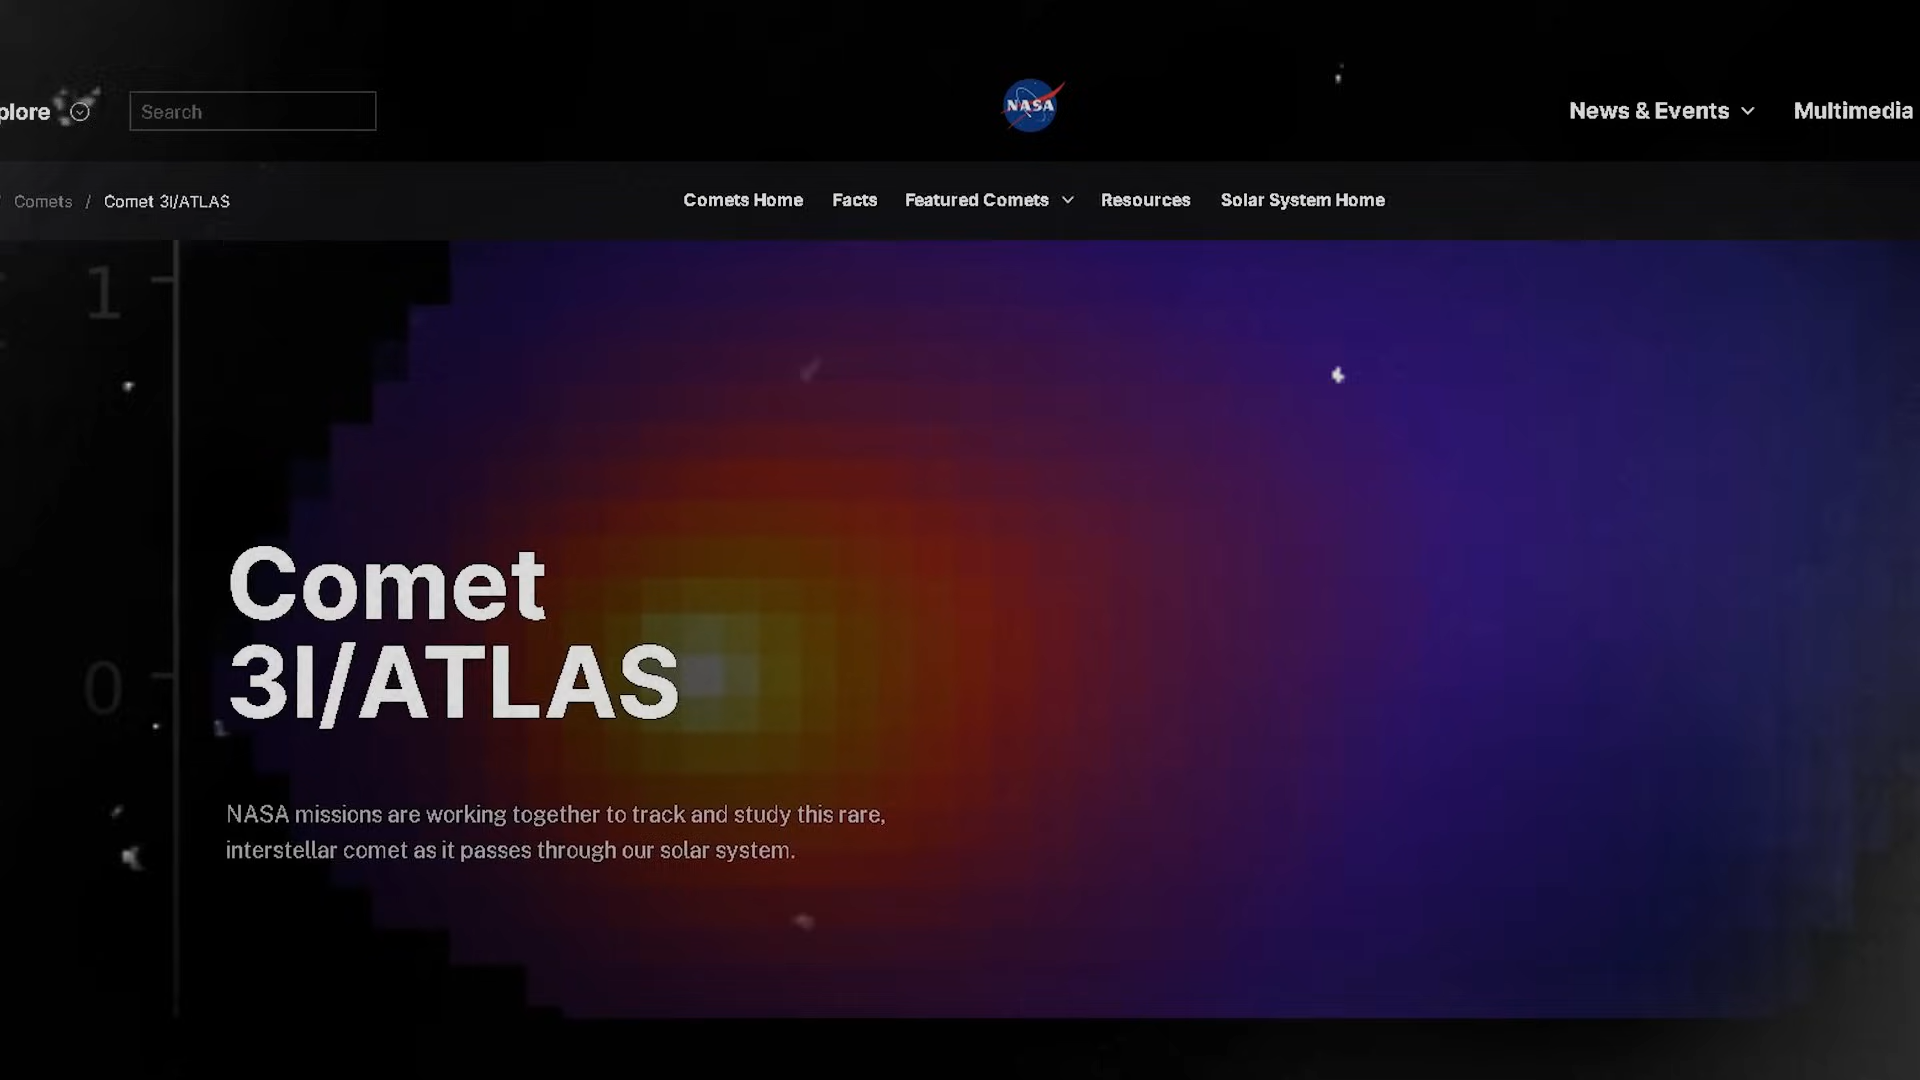 plore
Search
NASA
News & Events
Multimedia
Comets / Comet 3I/ATLAS
Comets Home
Facts
Featured Comets
Resources
Solar System Home
1
0
Comet
3I/ATLAS
NASA missions are working together to track and study this rare,
interstellar comet as it passes through our solar system.